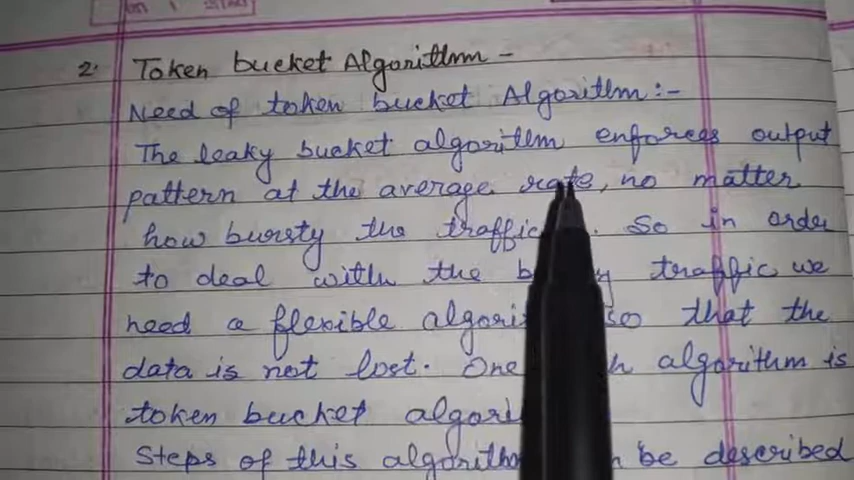 2. Token bucket Algorithm -
Need of token bucket Algorithm :-
The leaky bucket algorithm enforces output
pattern at the average rate, no matter
how bursty the traffic . So in order
to deal with the traffic we
need a flexible so that the
data is not lost. One algorithm is
token bucket
Steps of this be described